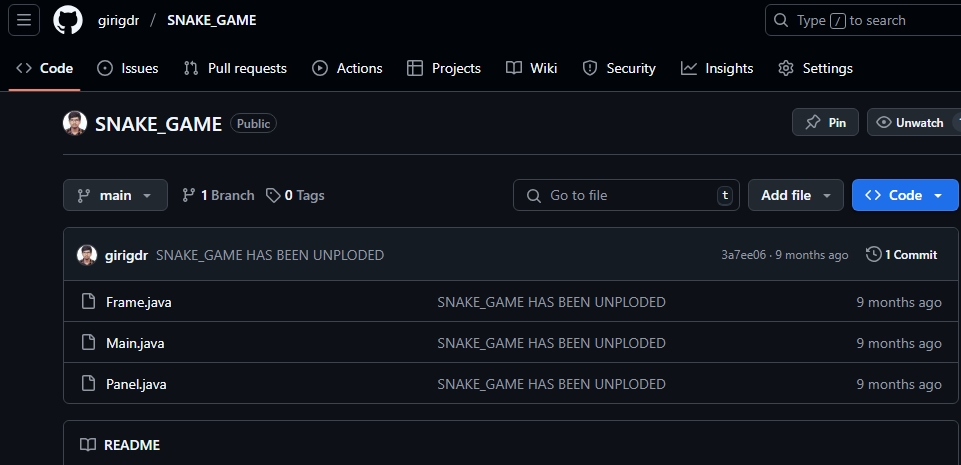 girigdr / SNAKE_GAME Type / to search
Code Issues Pull requests Actions Projects Wiki Security Insights Settings
SNAKE_GAME Public Pin Unwatch
main 1 Branch 0 Tags Go to file t Add file Code
girigdr SNAKE_GAME HAS BEEN UNPLODED 3a7ee06 · 9 months ago 1 Commit
Frame.java SNAKE_GAME HAS BEEN UNPLODED 9 months ago
Main.java SNAKE_GAME HAS BEEN UNPLODED 9 months ago
Panel.java SNAKE_GAME HAS BEEN UNPLODED 9 months ago
README